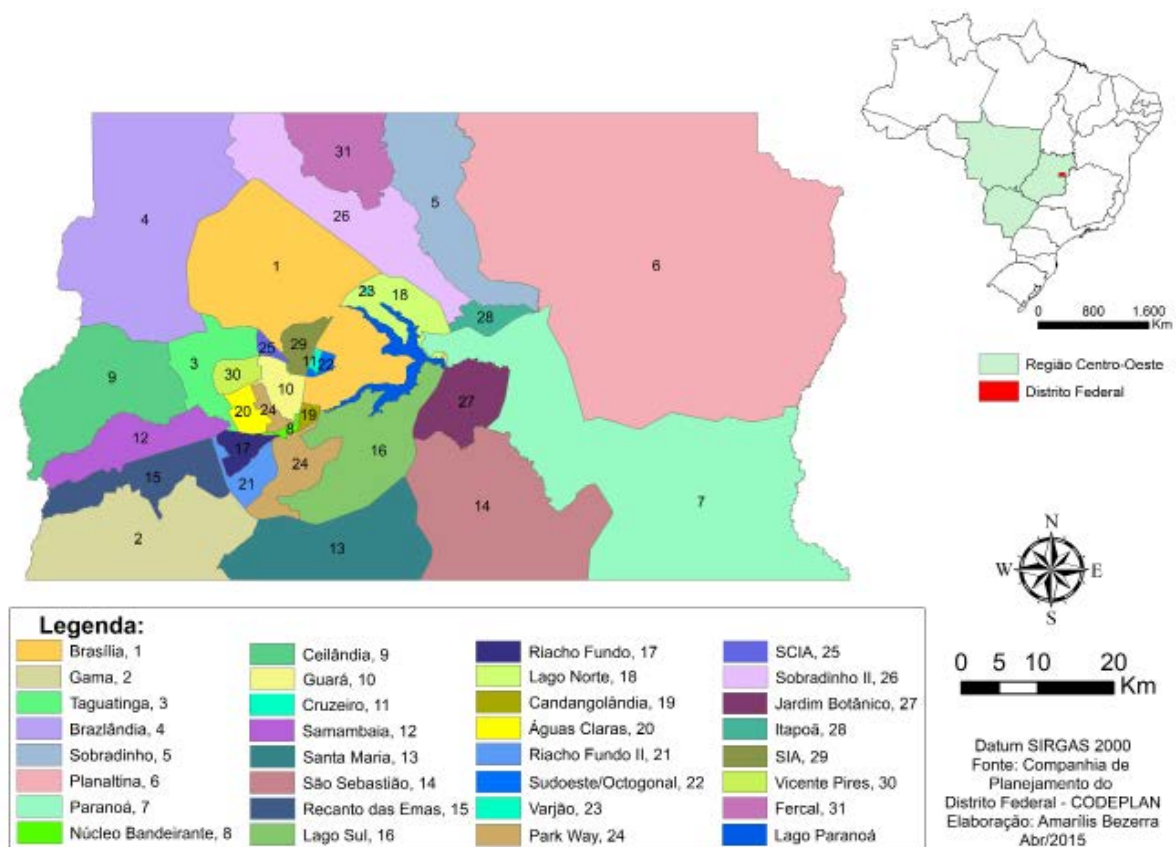 31
4
26
5
1
6
23
18
28
25
29
11
22
3
30
9
10
27
20
24
19
8
12
17
16
15
24
21
14
7
2
13
0 800 1.600
Km
Região Centro-Oeste
Distrito Federal
N
W E
S
0 5 10 20
Km
Datum SIRGAS 2000
Fonte: Companhia de
Planejamento do
Distrito Federal - CODEPLAN
Elaboração: Amarílis Bezerra
Abr/2015
Legenda:
Brasília, 1
Gama, 2
Taguatinga, 3
Brazlândia, 4
Sobradinho, 5
Planaltina, 6
Paranoá, 7
Núcleo Bandeirante, 8
Ceilândia, 9
Guará, 10
Cruzeiro, 11
Samambaia, 12
Santa Maria, 13
São Sebastião, 14
Recanto das Emas, 15
Lago Sul, 16
Riacho Fundo, 17
Lago Norte, 18
Candangolândia, 19
Águas Claras, 20
Riacho Fundo II, 21
Sudoeste/Octogonal, 22
Varjão, 23
Park Way, 24
SCIA, 25
Sobradinho II, 26
Jardim Botânico, 27
Itapoã, 28
SIA, 29
Vicente Pires, 30
Fercal, 31
Lago Paranoá